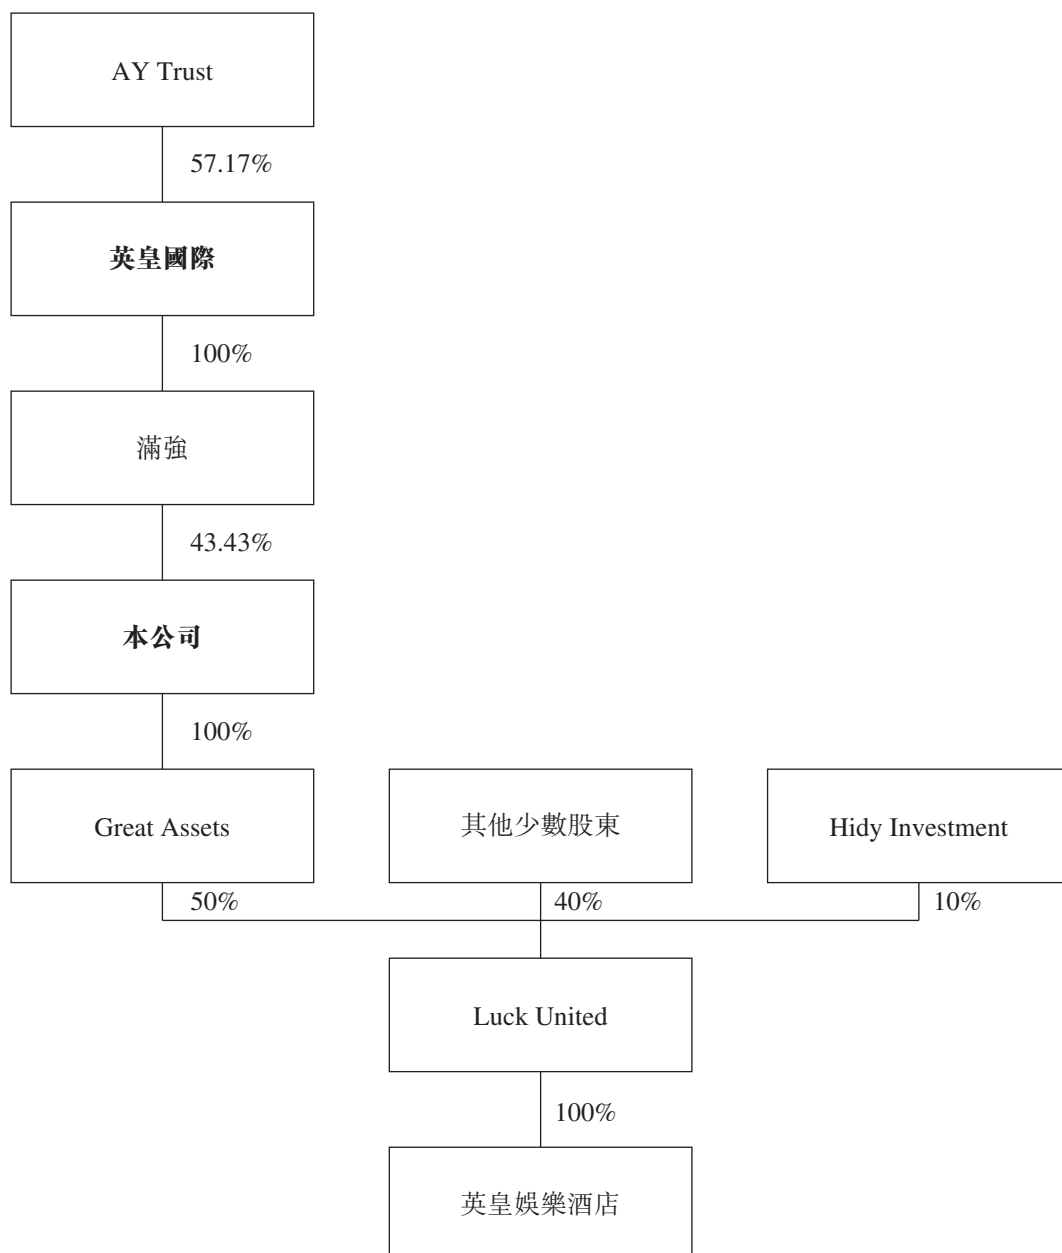 AY Trust
57.17%
英皇國際
100%
滿強
43.43%
本公司
100%
Great Assets
其他少數股東
Hidy Investment
50%
40%
10%
Luck United
100%
英皇娛樂酒店